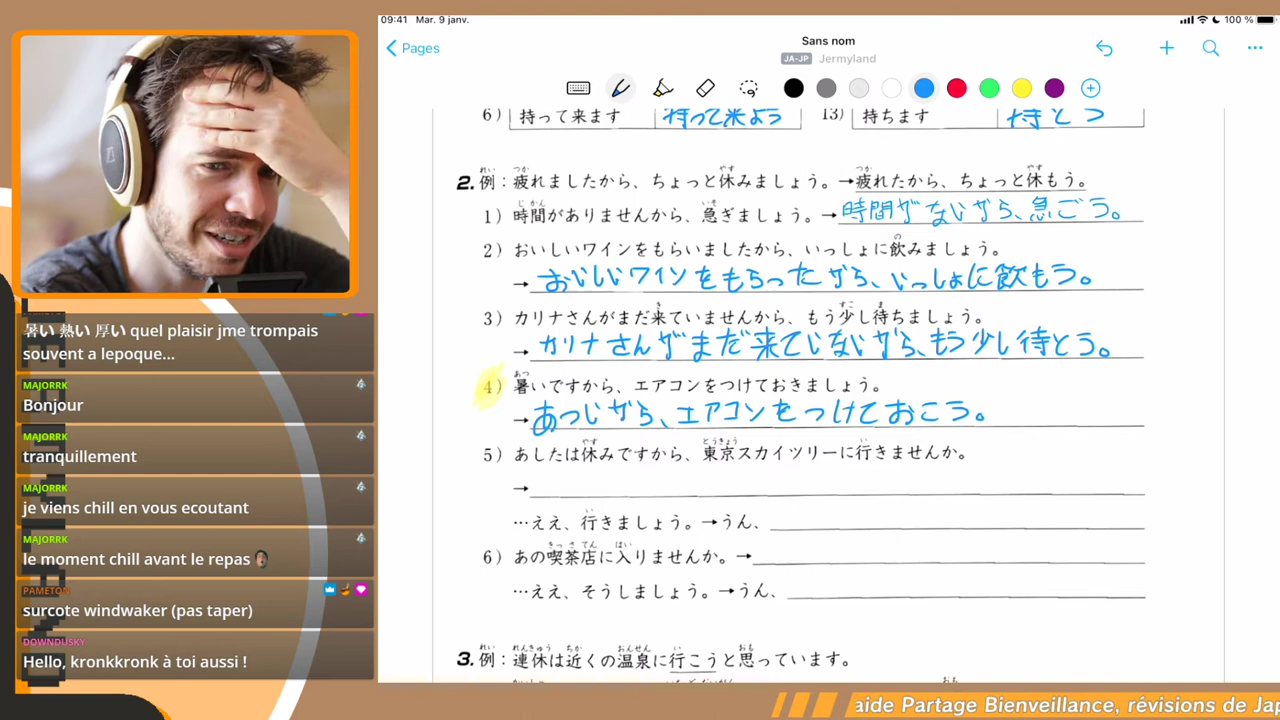 09:41 Mar. 9 janv.
100 %
Pages
Sans nom
JA-JP Jermyland
6) 持って来ます 持って来よう 13) 持ちます 待とう
2. 例：疲れましたから、ちょっと休みましょう。→疲れたから、ちょっと休もう。
1) 時間がありませんから、急ぎましょう。→ 時間がないから、急ごう。
2) おいしいワインをもらいましたから、いっしょに飲みましょう。
→ おいしいワインをもらったから、いっしょに飲もう。
3) カリナさんがまだ来ていませんから、もう少し待ちましょう。
→ カリナさんがまだ来ていないから、もう少し待とう。
4) 暑いですから、エアコンをつけておきましょう。
→ あついから、エアコンをつけておこう。
5) あしたは休みですから、東京スカイツリーに行きませんか。
→
…ええ、行きましょう。→うん、
6) あの喫茶店に入りませんか。→
…ええ、そうしましょう。→うん、
3. 例：連休は近くの温泉に行こうと思っています。
暑い 熱い 厚い quel plaisir jme trompais
souvent a lepoque...
MAJORRK
Bonjour
MAJORRK
tranquillement
MAJORRK
je viens chill en vous ecoutant
MAJORRK
le moment chill avant le repas
PAMETON
surcote windwaker (pas taper)
DOWNDUSKY
Hello, kronkkronk à toi aussi !
aide Partage Bienveillance, révisions de Jap